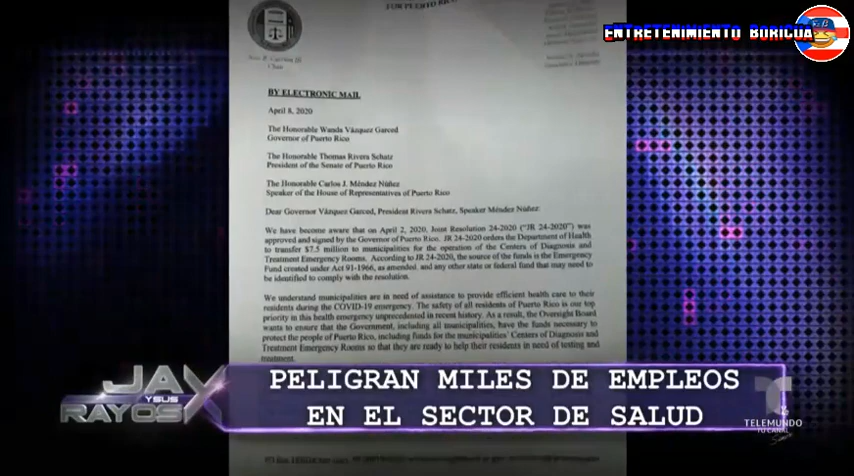 FOR PUERTO RICO
ENTRETENIMIENTO BORICUA
Chair
BY ELECTRONIC MAIL
April 8, 2020
The Honorable Wanda Vázquez Garced
Governor of Puerto Rico
The Honorable Thomas Rivera Schatz
President of the Senate of Puerto Rico
The Honorable Carlos J. Méndez Núñez
Speaker of the House of Representatives of Puerto Rico
Dear Governor Vázquez Garced, President Rivera Schatz, Speaker Méndez Núñez:
We have become aware that on April 2, 2020, Joint Resolution 24-2020 ("JR 24-2020") was
approved and signed by the Governor of Puerto Rico. JR 24-2020 orders the Department of Health
to transfer $7.5 million to municipalities for the operation of the Centers of Diagnosis and
Treatment Emergency Rooms. According to JR 24-2020, the source of the funds is the Emergency
Fund created under Act 91-1966, as amended, and any other state or federal fund that may need to
be identified to comply with the resolution.
We understand municipalities are in need of assistance to provide efficient health care to their
residents during the COVID-19 emergency. The safety of all residents of Puerto Rico is our top
priority in this health emergency unprecedented in recent history. As a result, the Oversight Board
wants to ensure that the Government, including all municipalities, have the funds necessary to
protect the people of Puerto Rico, including funds for the municipalities' Centers of Diagnosis and
Treatment Emergency Rooms so that they are ready to help their residents in need of testing and
treatment.
JAY
Y SUS
RAYOS X
PELIGRAN MILES DE EMPLEOS
EN EL SECTOR DE SALUD
TELEMUNDO
TU CANAL